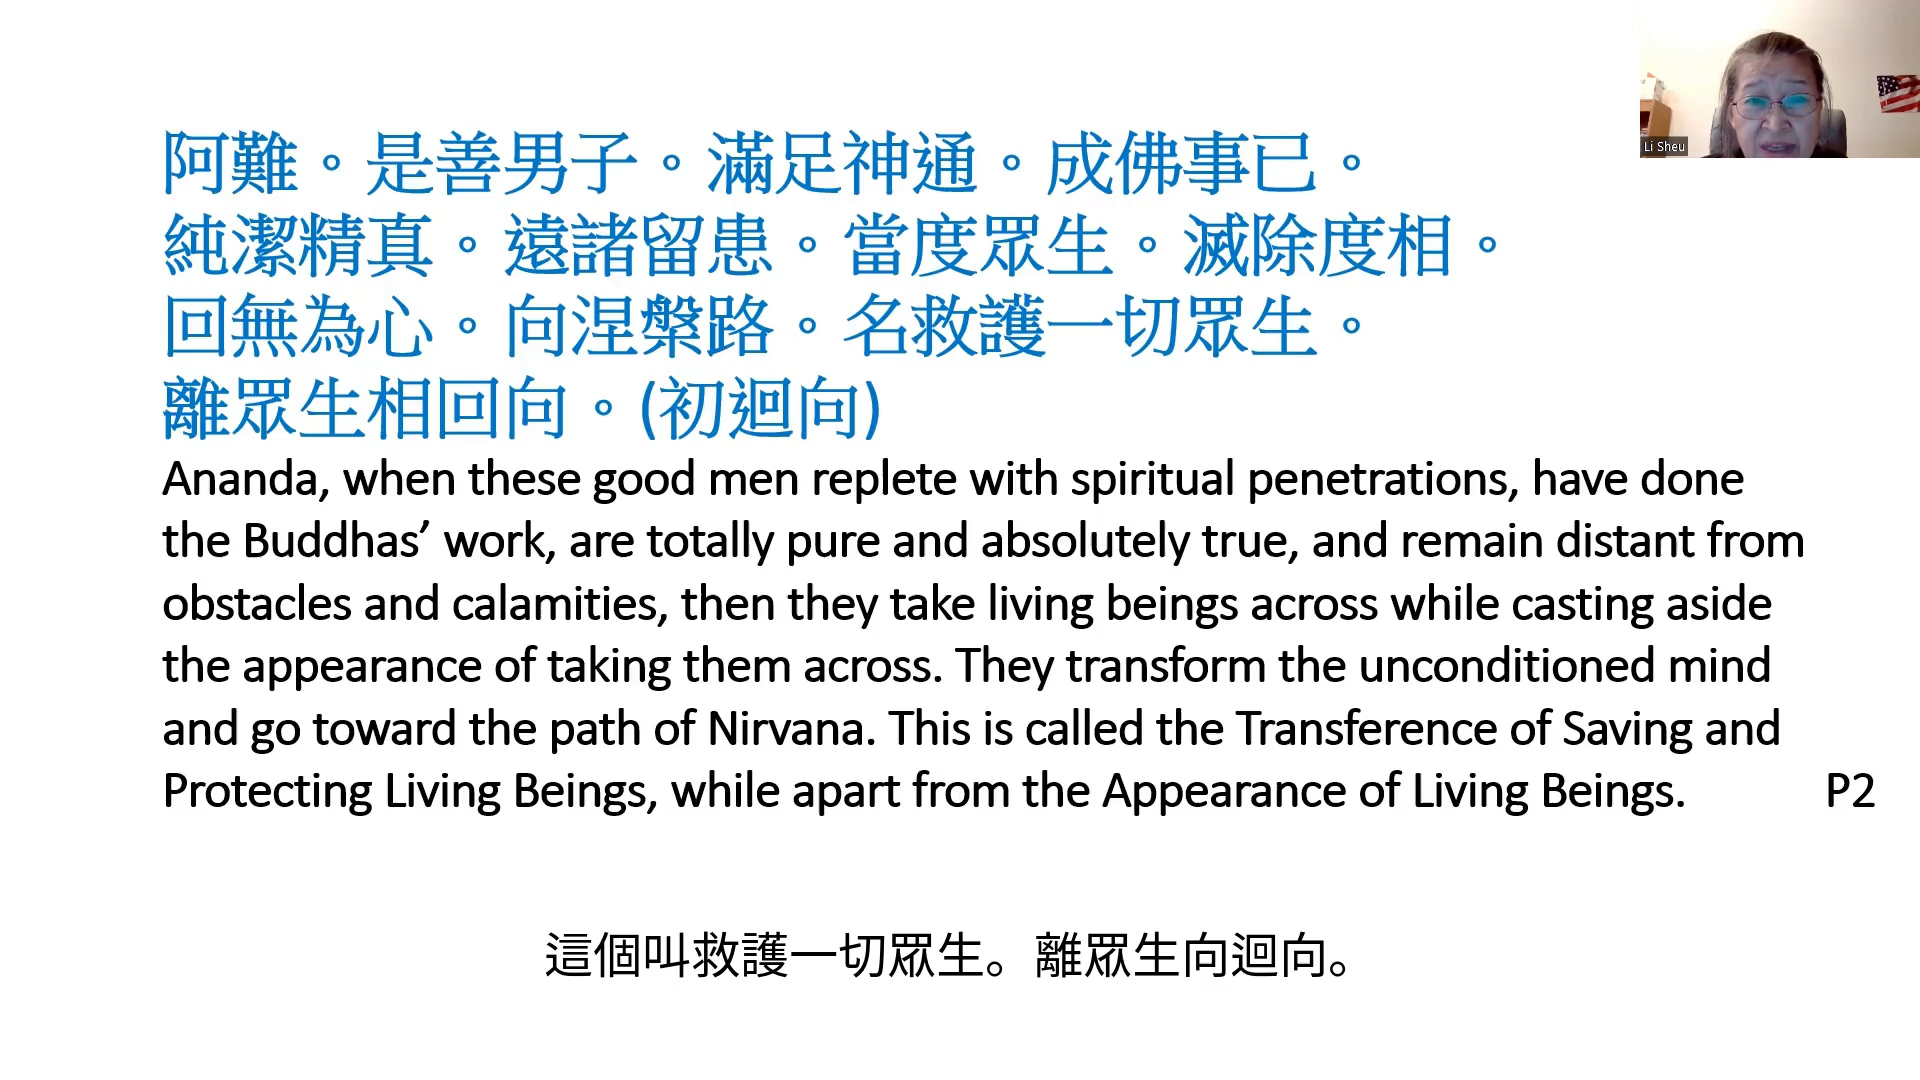 阿難。是善男子。滿足神通。成佛事已。
純潔精真。遠諸留患。當度眾生。滅除度相。
回無為心。向涅槃路。名救護一切眾生。
離眾生相回向。(初迴向)
Ananda, when these good men replete with spiritual penetrations, have done
the Buddhas’ work, are totally pure and absolutely true, and remain distant from
obstacles and calamities, then they take living beings across while casting aside
the appearance of taking them across. They transform the unconditioned mind
and go toward the path of Nirvana. This is called the Transference of Saving and
Protecting Living Beings, while apart from the Appearance of Living Beings. P2
這個叫救護一切眾生。離眾生向迴向。
Li Sheu